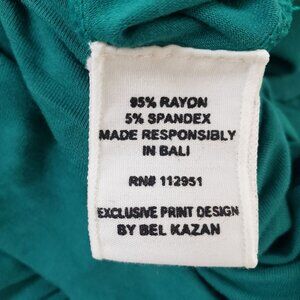 95% RAYON
5% SPANDEX
MADE RESPONSIBLY
IN BALI
RN# 112951
EXCLUSIVE PRINT DESIGN
BY BEL KAZAN